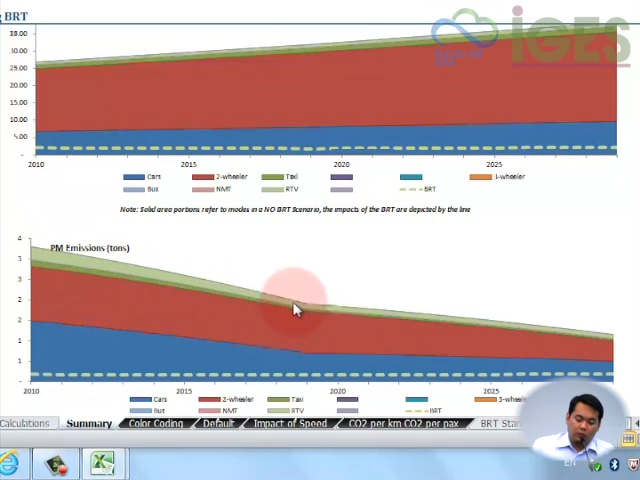 BRT
IGES
38.00
30.00
25.00
20.00
15.00
10.00
5.00
-
2010 2015 2020 2025
Cars 2-wheeler Taxi 3-wheeler
Bus NMT RTV BRT
Note: Solid area portions refer to modes in a NO BRT Scenario, the impacts of the BRT are depicted by the line
4
PM Emissions (tons)
3
3
2
2
1
1
-
2010 2015 2020 2025
Cars 2-wheeler Taxi 3-wheeler
Bus NMT RTV BRT
Calculations Summary Color Coding Default Impact of Speed CO2 per km CO2 per pax BRT
EN